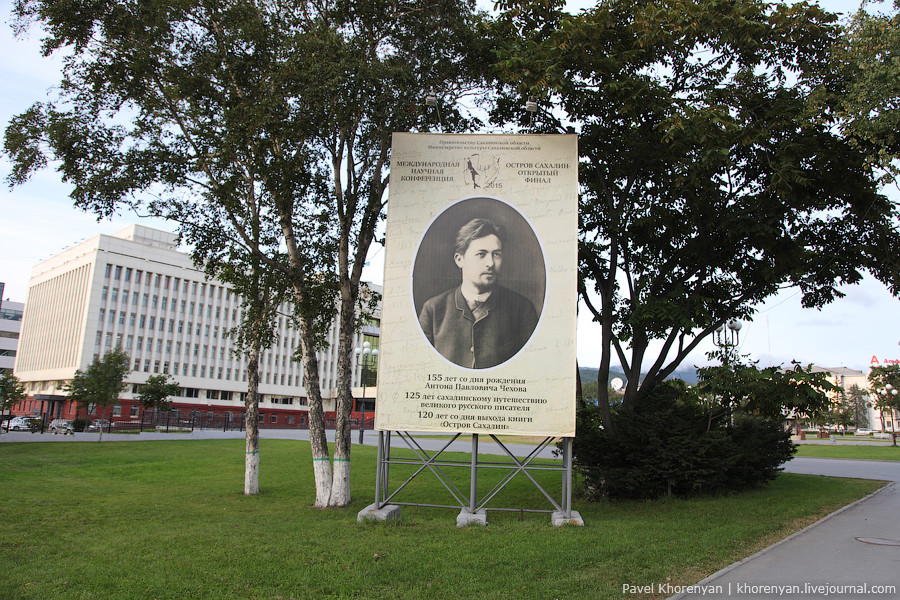 Правительство Сахалинской области
Министерство культуры Сахалинской области
МЕЖДУНАРОДНАЯ
НАУЧНАЯ
КОНФЕРЕНЦИЯ
2015
ОСТРОВ САХАЛИН:
ОТКРЫТЫЙ
ФИНАЛ
155 лет со дня рождения
Антона Павловича Чехова
125 лет сахалинскому путешествию
великого русского писателя
120 лет со дня выхода книги
«Остров Сахалин»
Pavel Khorenyan | khorenyan.livejournal.com